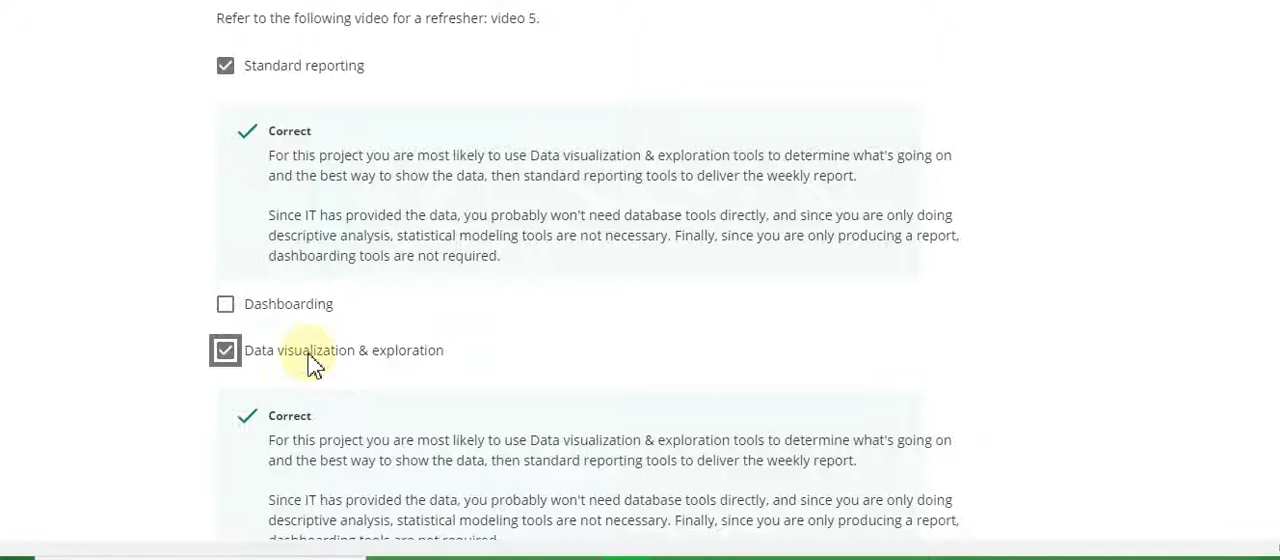 Refer to the following video for a refresher: video 5.
Standard reporting
Correct
For this project you are most likely to use Data visualization & exploration tools to determine what's going on
and the best way to show the data, then standard reporting tools to deliver the weekly report.
Since IT has provided the data, you probably won't need database tools directly, and since you are only doing
descriptive analysis, statistical modeling tools are not necessary. Finally, since you are only producing a report,
dashboarding tools are not required.
Dashboarding
Data visualization & exploration
Correct
For this project you are most likely to use Data visualization & exploration tools to determine what's going on
and the best way to show the data, then standard reporting tools to deliver the weekly report.
Since IT has provided the data, you probably won't need database tools directly, and since you are only doing
descriptive analysis, statistical modeling tools are not necessary. Finally, since you are only producing a report,
dashboarding tools are not required.